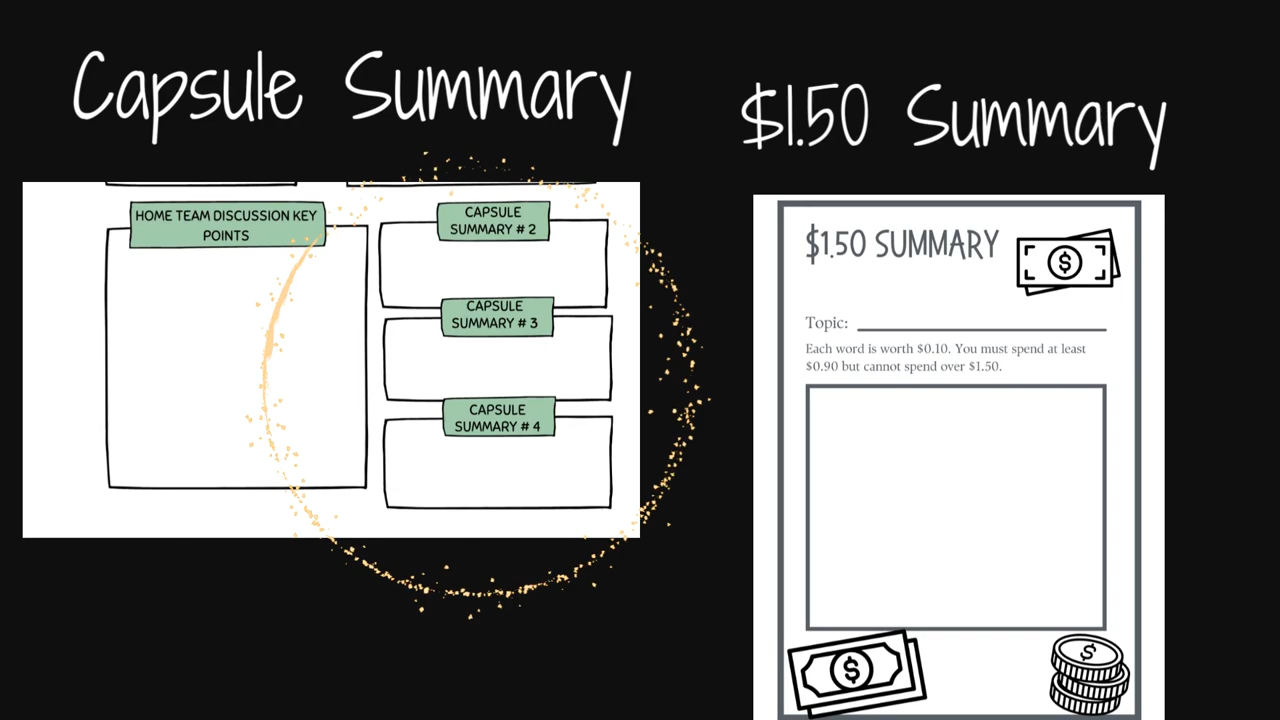 Capsule Summary
$1.50 Summary
HOME TEAM DISCUSSION KEY
POINTS
CAPSULE
SUMMARY # 2
CAPSULE
SUMMARY # 3
CAPSULE
SUMMARY # 4
$1.50 SUMMARY
Topic:
Each word is worth $0.10. You must spend at least
$0.90 but cannot spend over $1.50.